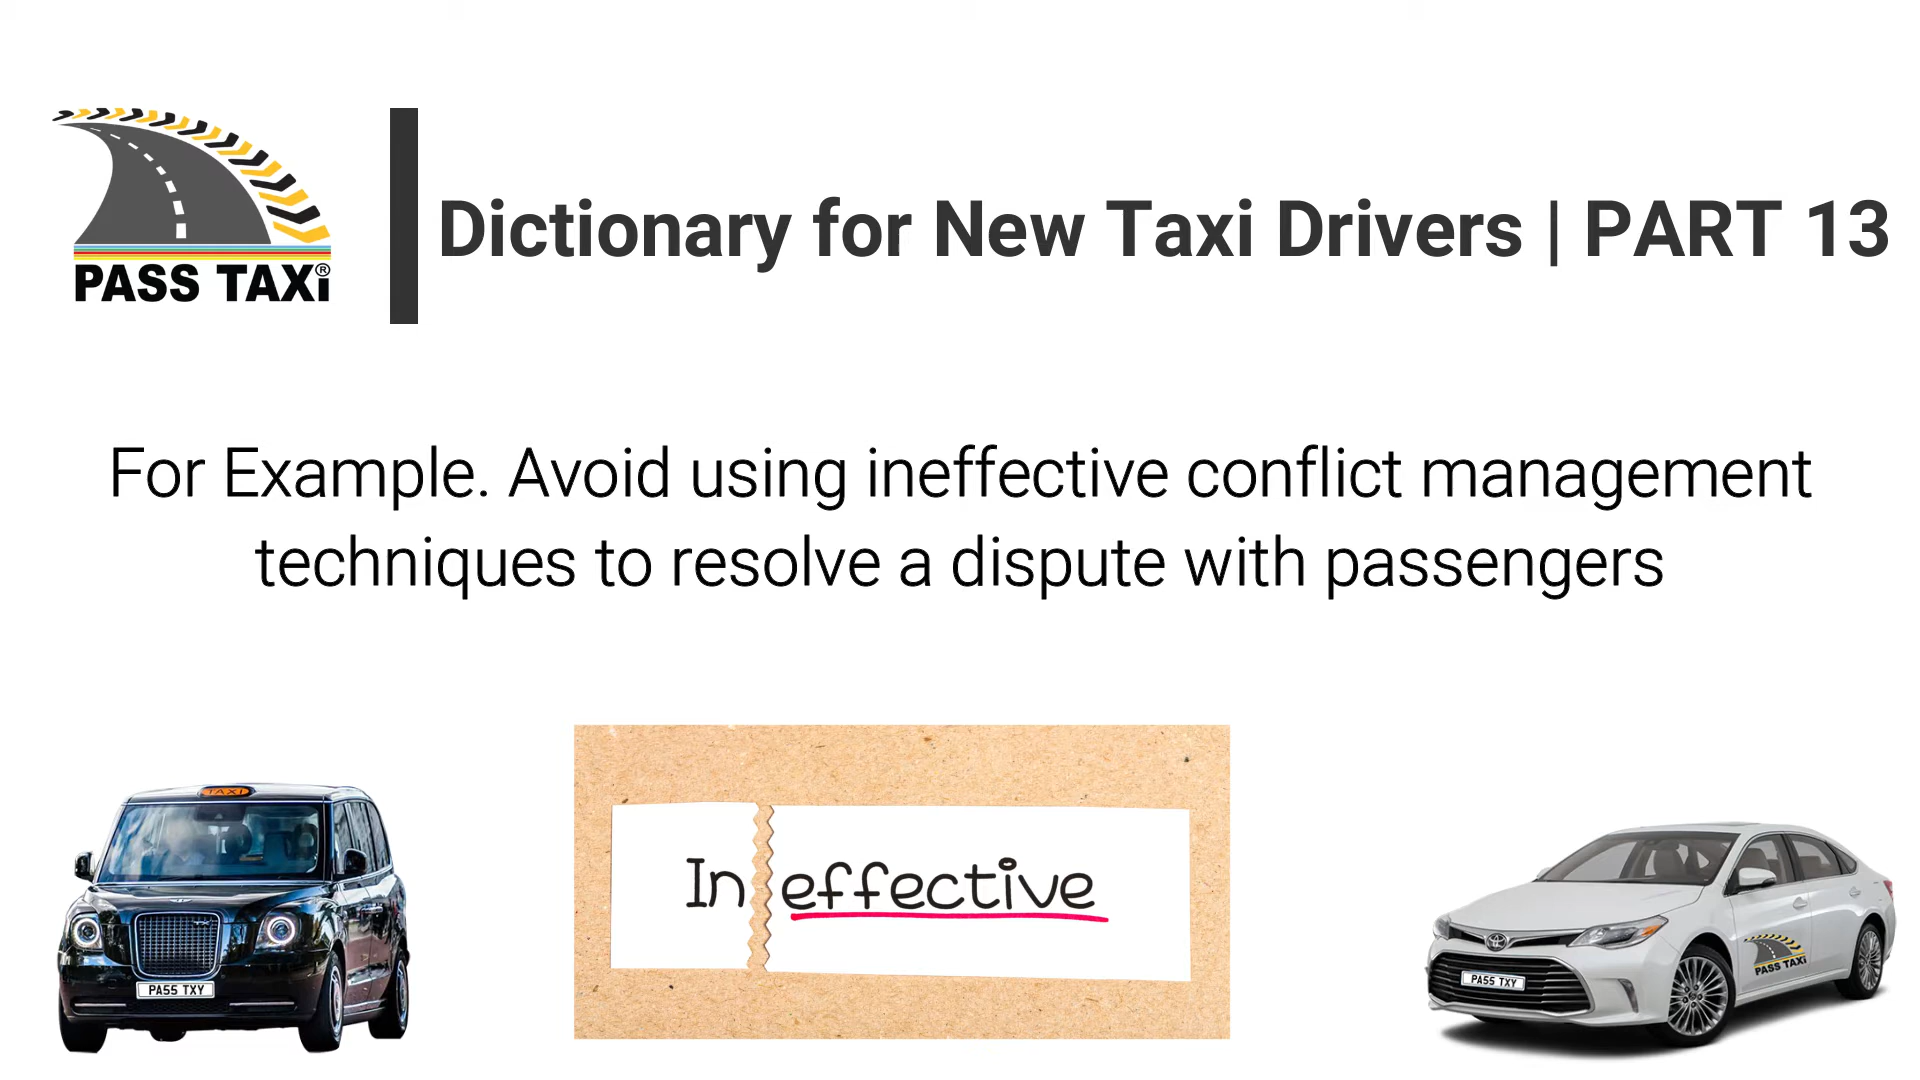 PASS TAXi®
Dictionary for New Taxi Drivers | PART 13
For Example. Avoid using ineffective conflict management
techniques to resolve a dispute with passengers
TAXI
PA55 TXY
In effective
PASS TAXi
PA55 TXY